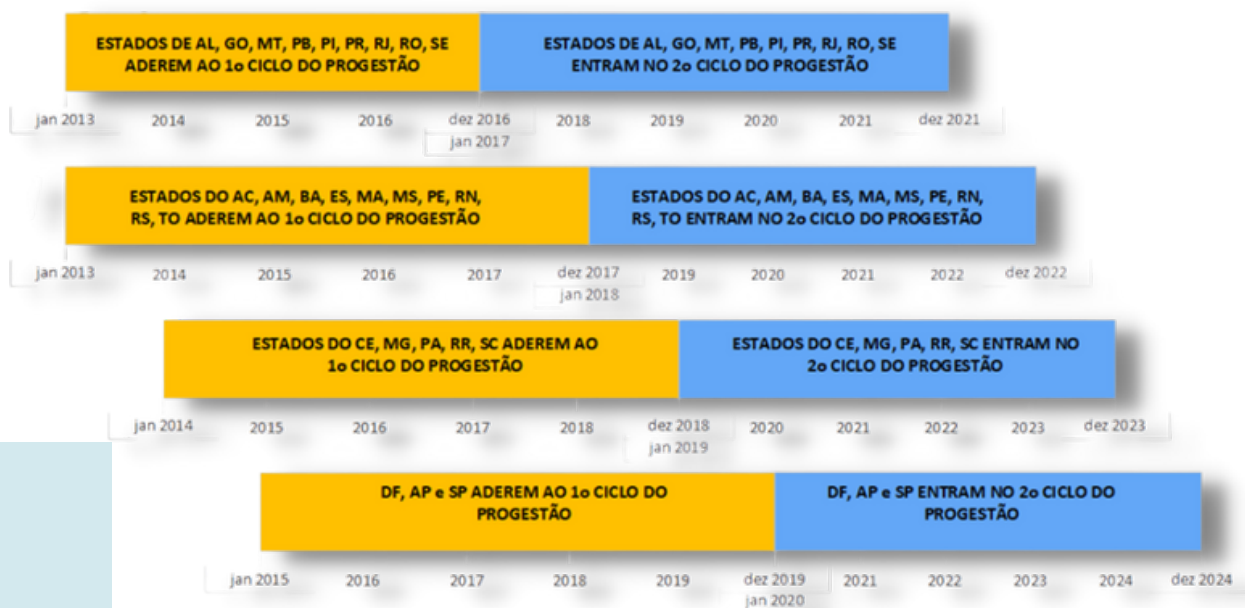 ESTADOS DE AL, GO, MT, PB, PI, PR, RJ, RO, SE
ADEREM AO 1o CICLO DO PROGESTÃO
ESTADOS DE AL, GO, MT, PB, PI, PR, RJ, RO, SE
ENTRAM NO 2o CICLO DO PROGESTÃO
jan 2013 2014 2015 2016 dez 2016 2018 2019 2020 2021 dez 2021
jan 2017
ESTADOS DO AC, AM, BA, ES, MA, MS, PE, RN,
RS, TO ADEREM AO 1o CICLO DO PROGESTÃO
ESTADOS DO AC, AM, BA, ES, MA, MS, PE, RN,
RS, TO ENTRAM NO 2o CICLO DO PROGESTÃO
jan 2013 2014 2015 2016 2017 dez 2017 2019 2020 2021 2022 dez 2022
jan 2018
ESTADOS DO CE, MG, PA, RR, SC ADEREM AO
1o CICLO DO PROGESTÃO
ESTADOS DO CE, MG, PA, RR, SC ENTRAM NO
2o CICLO DO PROGESTÃO
jan 2014 2015 2016 2017 2018 dez 2018 2020 2021 2022 2023 dez 2023
jan 2019
DF, AP e SP ADEREM AO 1o CICLO DO
PROGESTÃO
DF, AP e SP ENTRAM NO 2o CICLO DO
PROGESTÃO
jan 2015 2016 2017 2018 2019 dez 2019 2021 2022 2023 2024 dez 2024
jan 2020